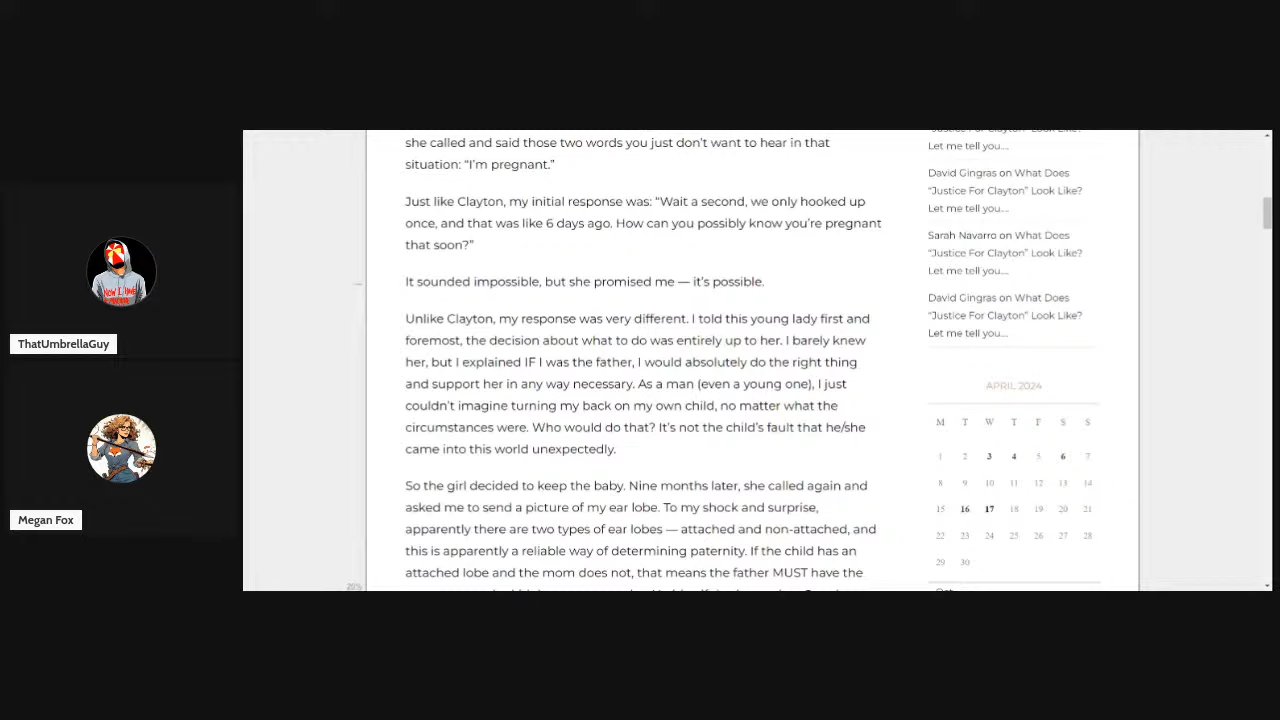 ThatUmbrellaGuy
Megan Fox
she called and said those two words you just don't want to hear in that
situation: "I'm pregnant."
Just like Clayton, my initial response was: "Wait a second, we only hooked up
once, and that was like 6 days ago. How can you possibly know you're pregnant
that soon?"
It sounded impossible, but she promised me — it's possible.
Unlike Clayton, my response was very different. I told this young lady first and
foremost, the decision about what to do was entirely up to her. I barely knew
her, but I explained IF I was the father, I would absolutely do the right thing
and support her in any way necessary. As a man (even a young one), I just
couldn't imagine turning my back on my own child, no matter what the
circumstances were. Who would do that? It's not the child's fault that he/she
came into this world unexpectedly.
So the girl decided to keep the baby. Nine months later, she called again and
asked me to send a picture of my ear lobe. To my shock and surprise,
apparently there are two types of ear lobes — attached and non-attached, and
this is apparently a reliable way of determining paternity. If the child has an
attached lobe and the mom does not, that means the father MUST have the
20%
"Justice For Clayton" Look Like?
Let me tell you....
David Gingras on What Does
"Justice For Clayton" Look Like?
Let me tell you....
Sarah Navarro on What Does
"Justice For Clayton" Look Like?
Let me tell you....
David Gingras on What Does
"Justice For Clayton" Look Like?
Let me tell you....
APRIL 2024
M T W T F S S
1 2 3 4 5 6 7
8 9 10 11 12 13 14
15 16 17 18 19 20 21
22 23 24 25 26 27 28
29 30